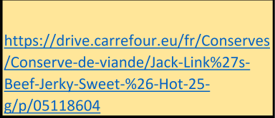 https://drive.carrefour.eu/fr/Conserves
/Conserve-de-viande/Jack-Link%27s-
Beef-Jerky-Sweet-%26-Hot-25-
g/p/05118604